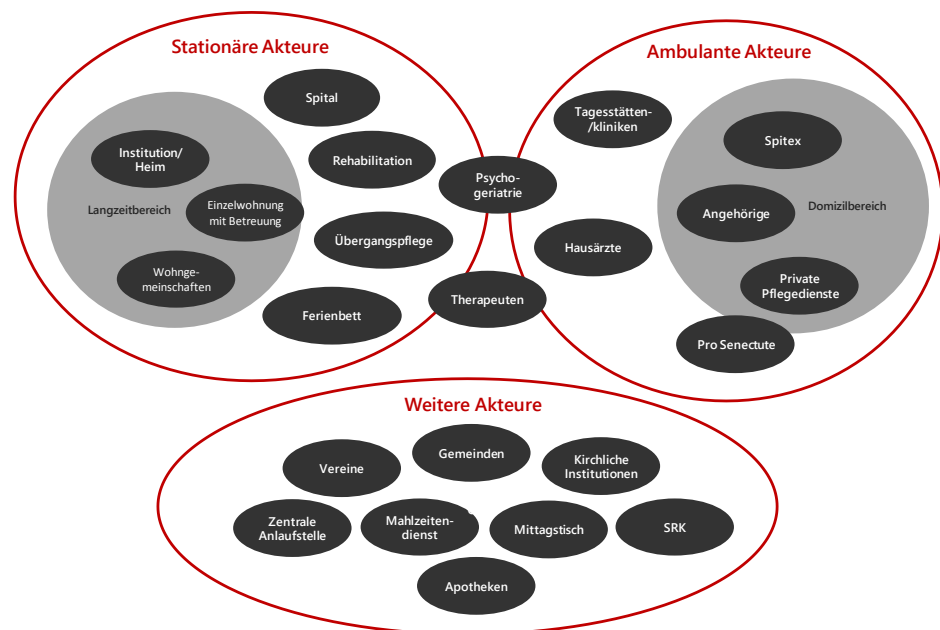 Stationäre Akteure
Spital
Institution/
Heim
Rehabilitation
Langzeitbereich
Einzelwohnung
mit Betreuung
Übergangspflege
Wohnge-
meinschaften
Ferienbett
Psycho-
geriatrie
Therapeuten
Ambulante Akteure
Tagesstätten-
/kliniken
Spitex
Angehörige
Domizilbereich
Hausärzte
Private
Pflegedienste
Pro Senectute
Weitere Akteure
Vereine
Gemeinden
Kirchliche
Institutionen
Zentrale
Anlaufstelle
Mahlzeiten-
dienst
Mittagstisch
SRK
Apotheken